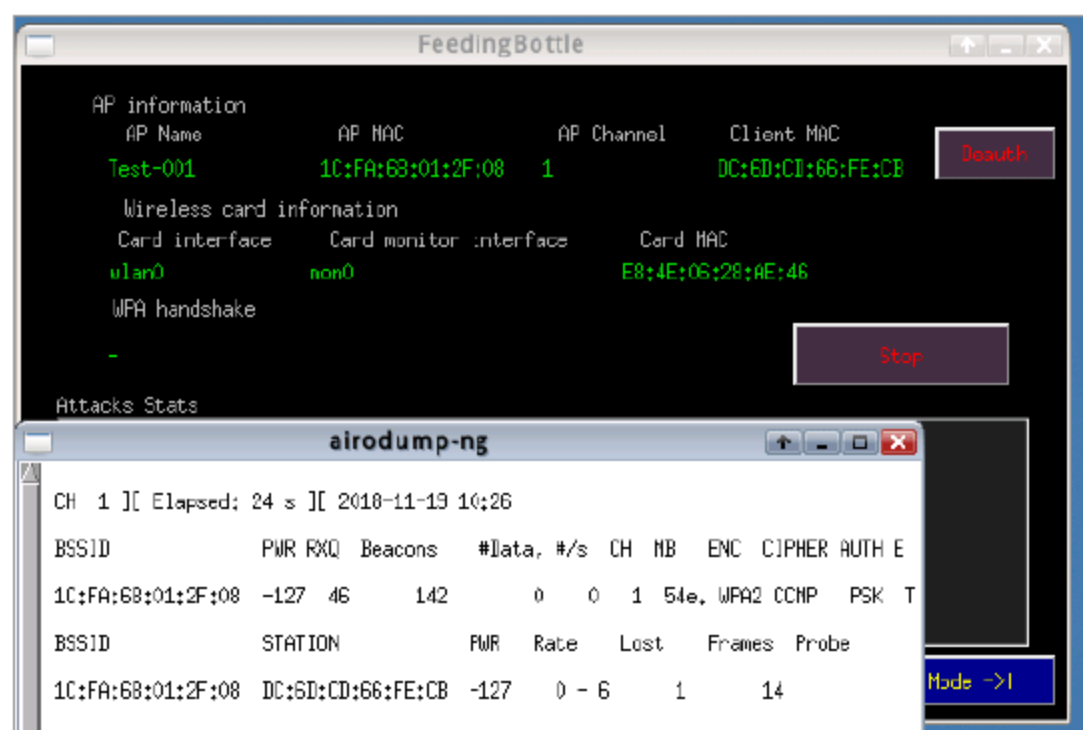 FeedingBottle
AP information
AP Name AP MAC AP Channel Client MAC
Deauth
Test-001 1C:FA:68:01:2F:08 1 DC:6D:CD:66:FE:CB
Wireless card information
Card interface Card monitor interface Card MAC
wlan0 mon0 E8:4E:06:28:AE:46
WPA handshake
-
Stop
Attacks Stats
airodump-ng
CH 1 ][ Elapsed: 24 s ][ 2018-11-19 10:26
BSSID PWR RXQ Beacons #Data, #/s CH MB ENC CIPHER AUTH E
1C:FA:68:01:2F:08 -127 46 142 0 0 1 54e. WPA2 CCMP PSK T
BSSID STATION PWR Rate Lost Frames Probe
1C:FA:68:01:2F:08 DC:6D:CD:66:FE:CB -127 0 - 6 1 14
Mode ->|